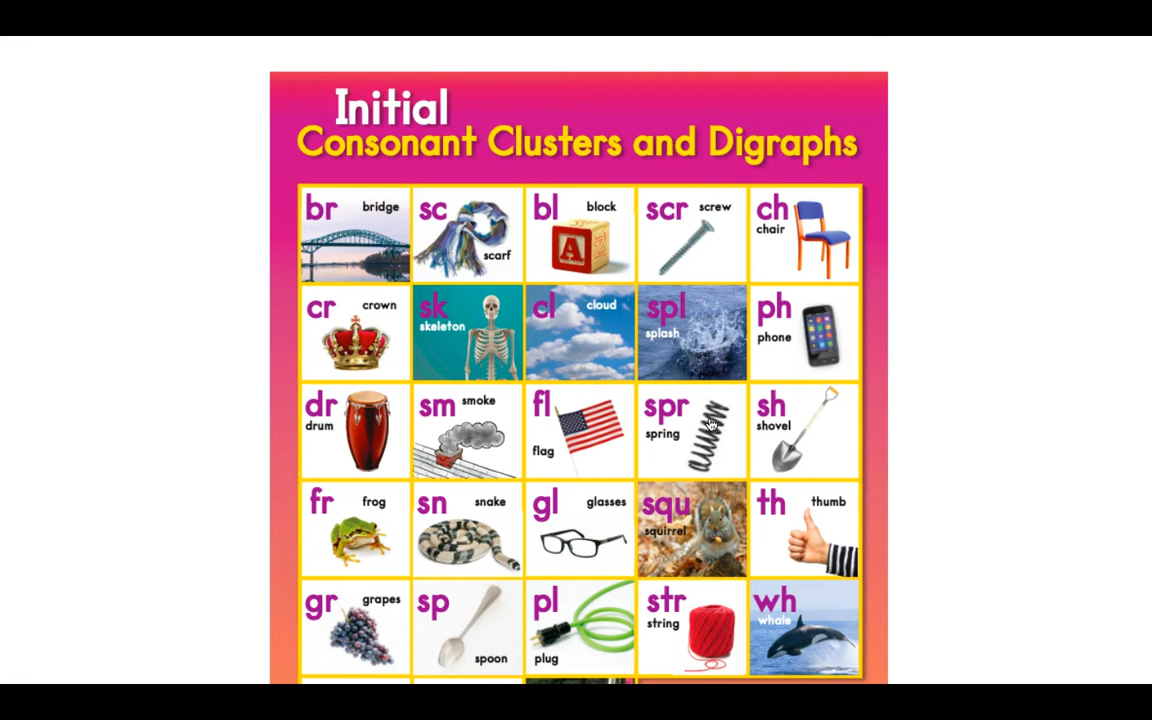 Initial
Consonant Clusters and Digraphs
br bridge
sc scarf
bl block
A
scr screw
ch chair
cr crown
sk skeleton
cl cloud
spl splash
ph phone
dr drum
sm smoke
fl flag
spr spring
sh shovel
fr frog
sn snake
gl glasses
squ squirrel
th thumb
gr grapes
sp spoon
pl plug
str string
wh whale